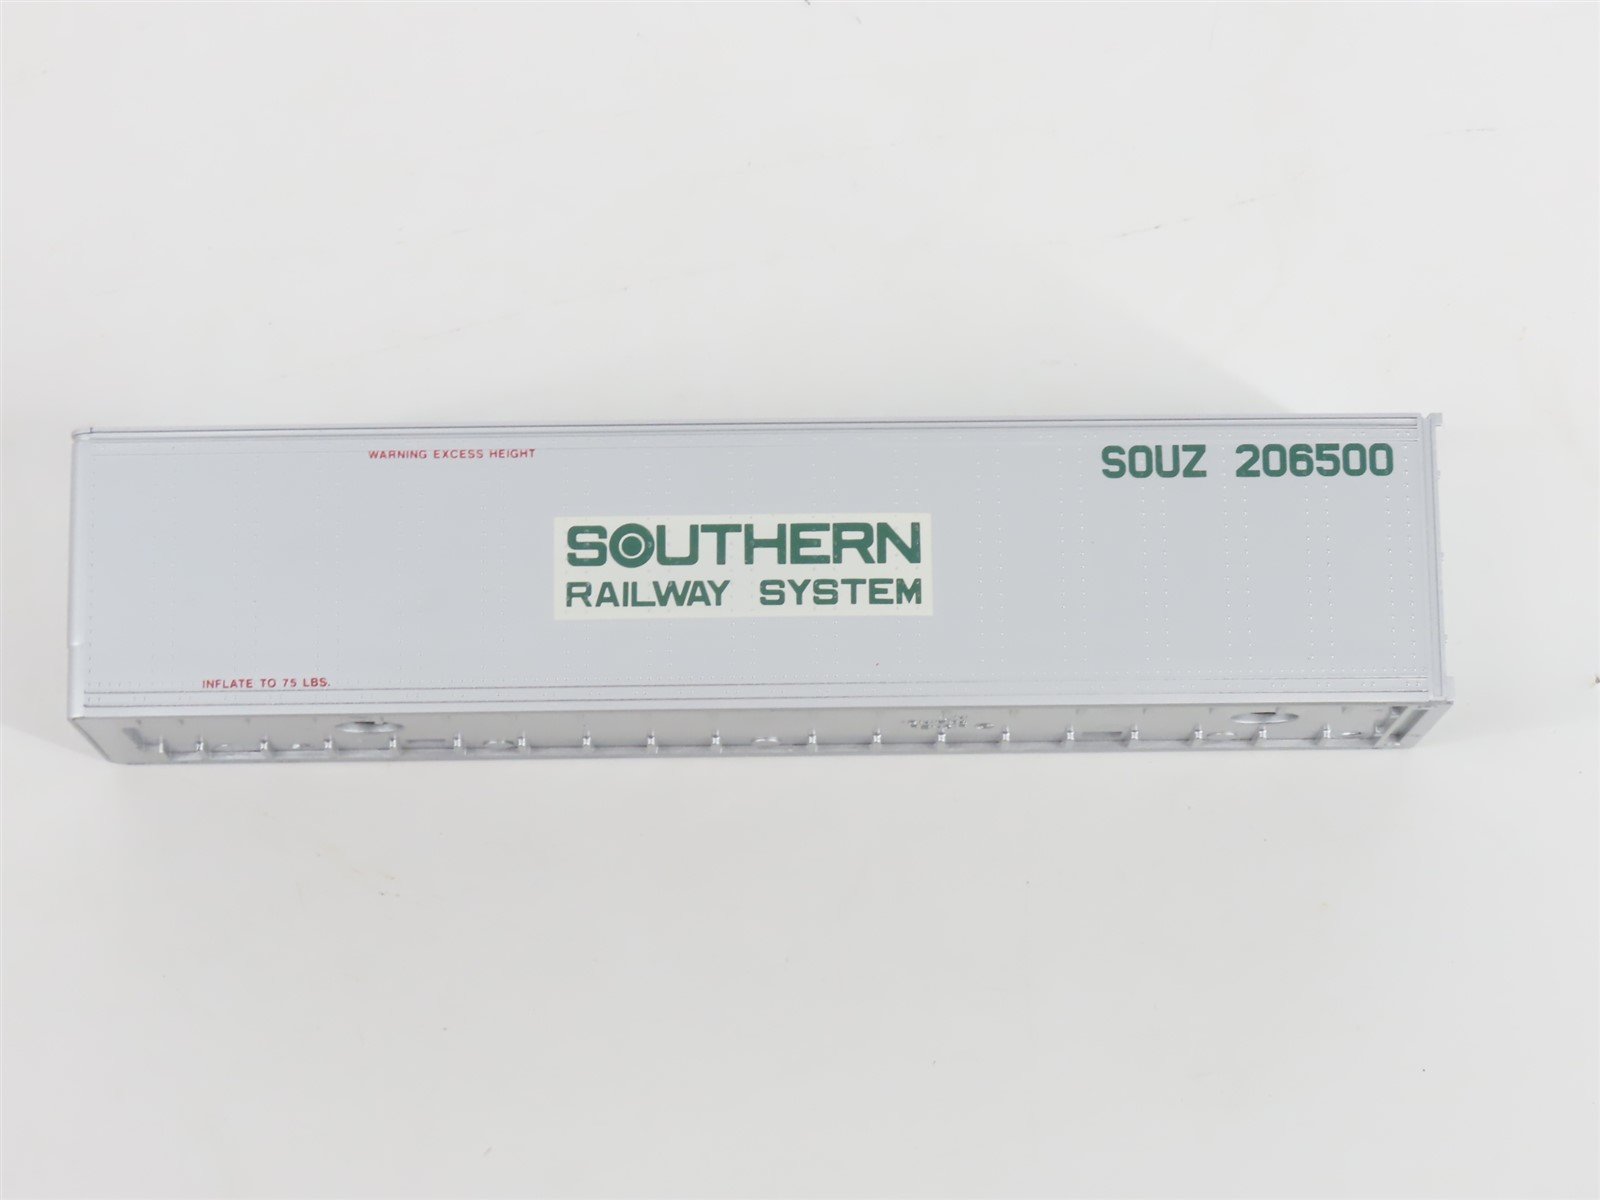 WARNING EXCESS HEIGHT
SOUZ 206500
SOUTHERN
RAILWAY SYSTEM
INFLATE TO 75 LBS.